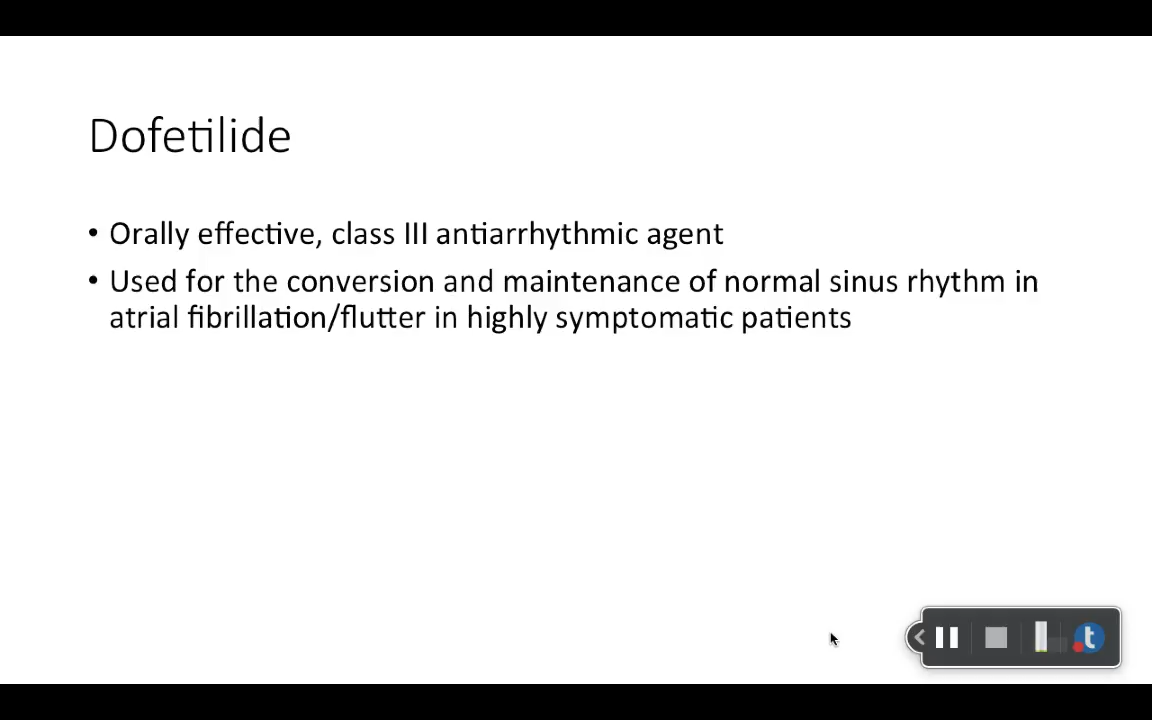 Dofetilide
• Orally effective, class III antiarrhythmic agent
• Used for the conversion and maintenance of normal sinus rhythm in
atrial fibrillation/flutter in highly symptomatic patients
t